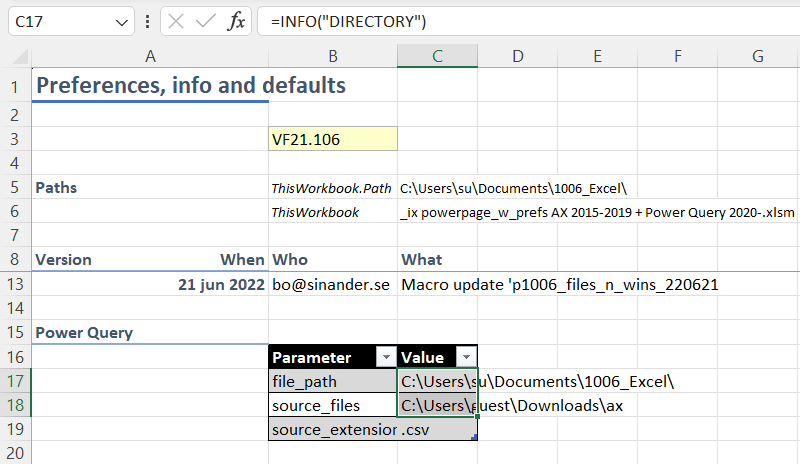 C17 fx =INFO("DIRECTORY")
A B C D E F G
1 Preferences, info and defaults
2
3 VF21.106
4
5 Paths ThisWorkbook.Path C:\Users\su\Documents\1006_Excel\
6 ThisWorkbook _ix powerpage_w_prefs AX 2015-2019 + Power Query 2020-.xlsm
7
8 Version When Who What
13 21 jun 2022 bo@sinander.se Macro update 'p1006_files_n_wins_220621
14
15 Power Query
16 Parameter Value
17 file_path C:\Users\su\Documents\1006_Excel\
18 source_files C:\Users\guest\Downloads\ax
19 source_extension .csv
20